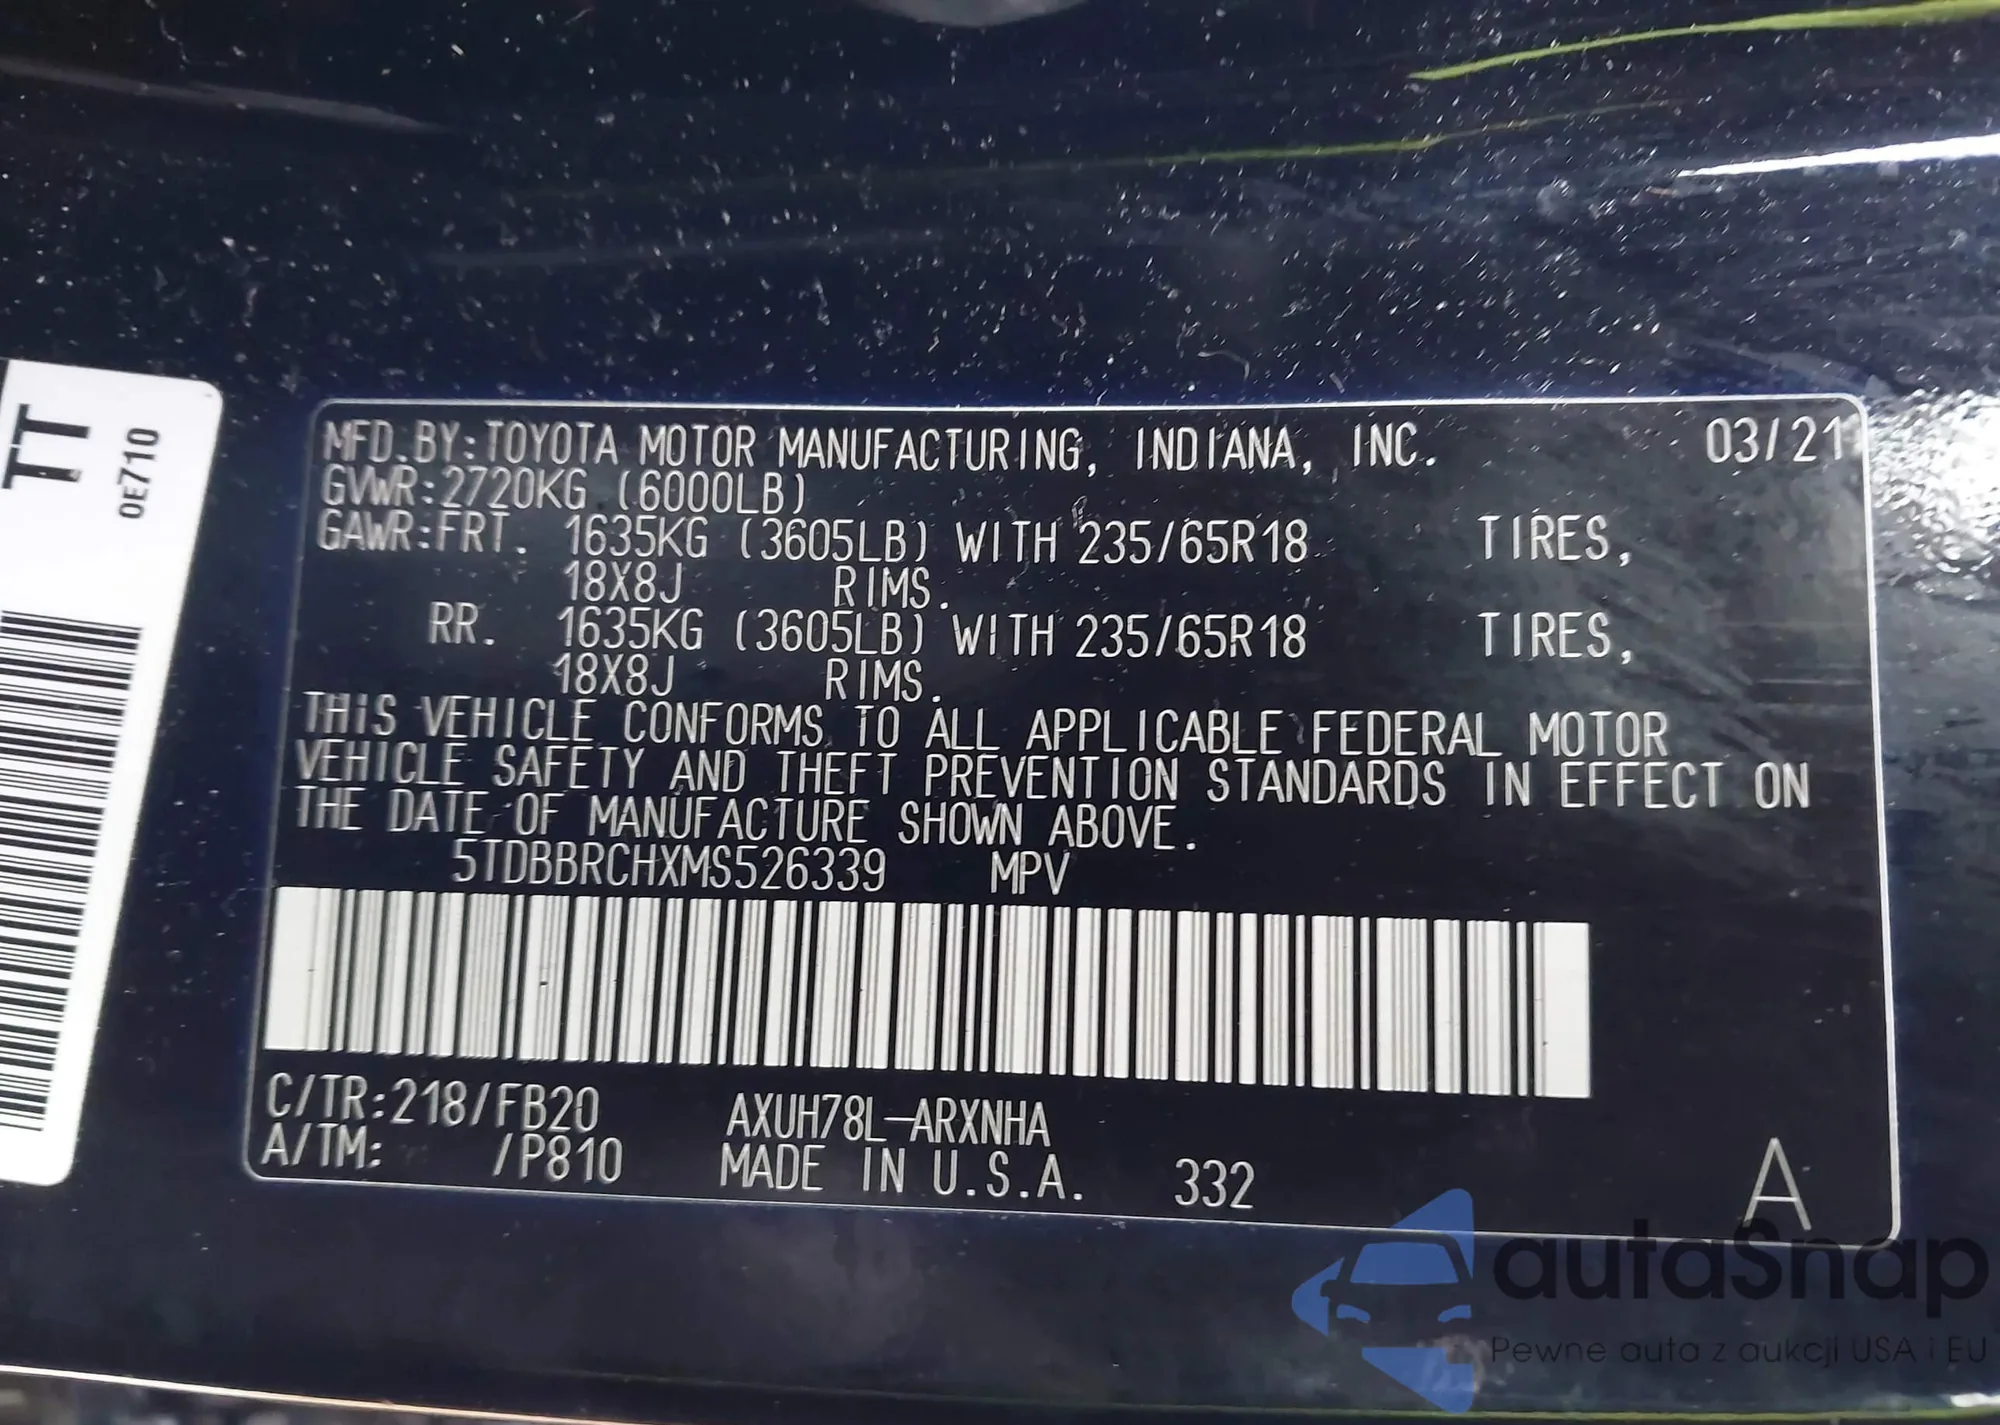 TT
0E710
MFD.BY:TOYOTA MOTOR MANUFACTURING, INDIANA, INC. 03/21
GVWR:2720KG (6000LB)
GAWR:FRT. 1635KG (3605LB) WITH 235/65R18 TIRES,
18X8J RIMS.
RR. 1635KG (3605LB) WITH 235/65R18 TIRES,
18X8J RIMS.
THIS VEHICLE CONFORMS TO ALL APPLICABLE FEDERAL MOTOR
VEHICLE SAFETY AND THEFT PREVENTION STANDARDS IN EFFECT ON
THE DATE OF MANUFACTURE SHOWN ABOVE.
5TDBBRCHXMS526339 MPV
C/TR:218/FB20 AXUH78L-ARXNHA
A/TM: /P810 MADE IN U.S.A. 332 A
autoSnap
Pewne auta z aukcji USA i EU